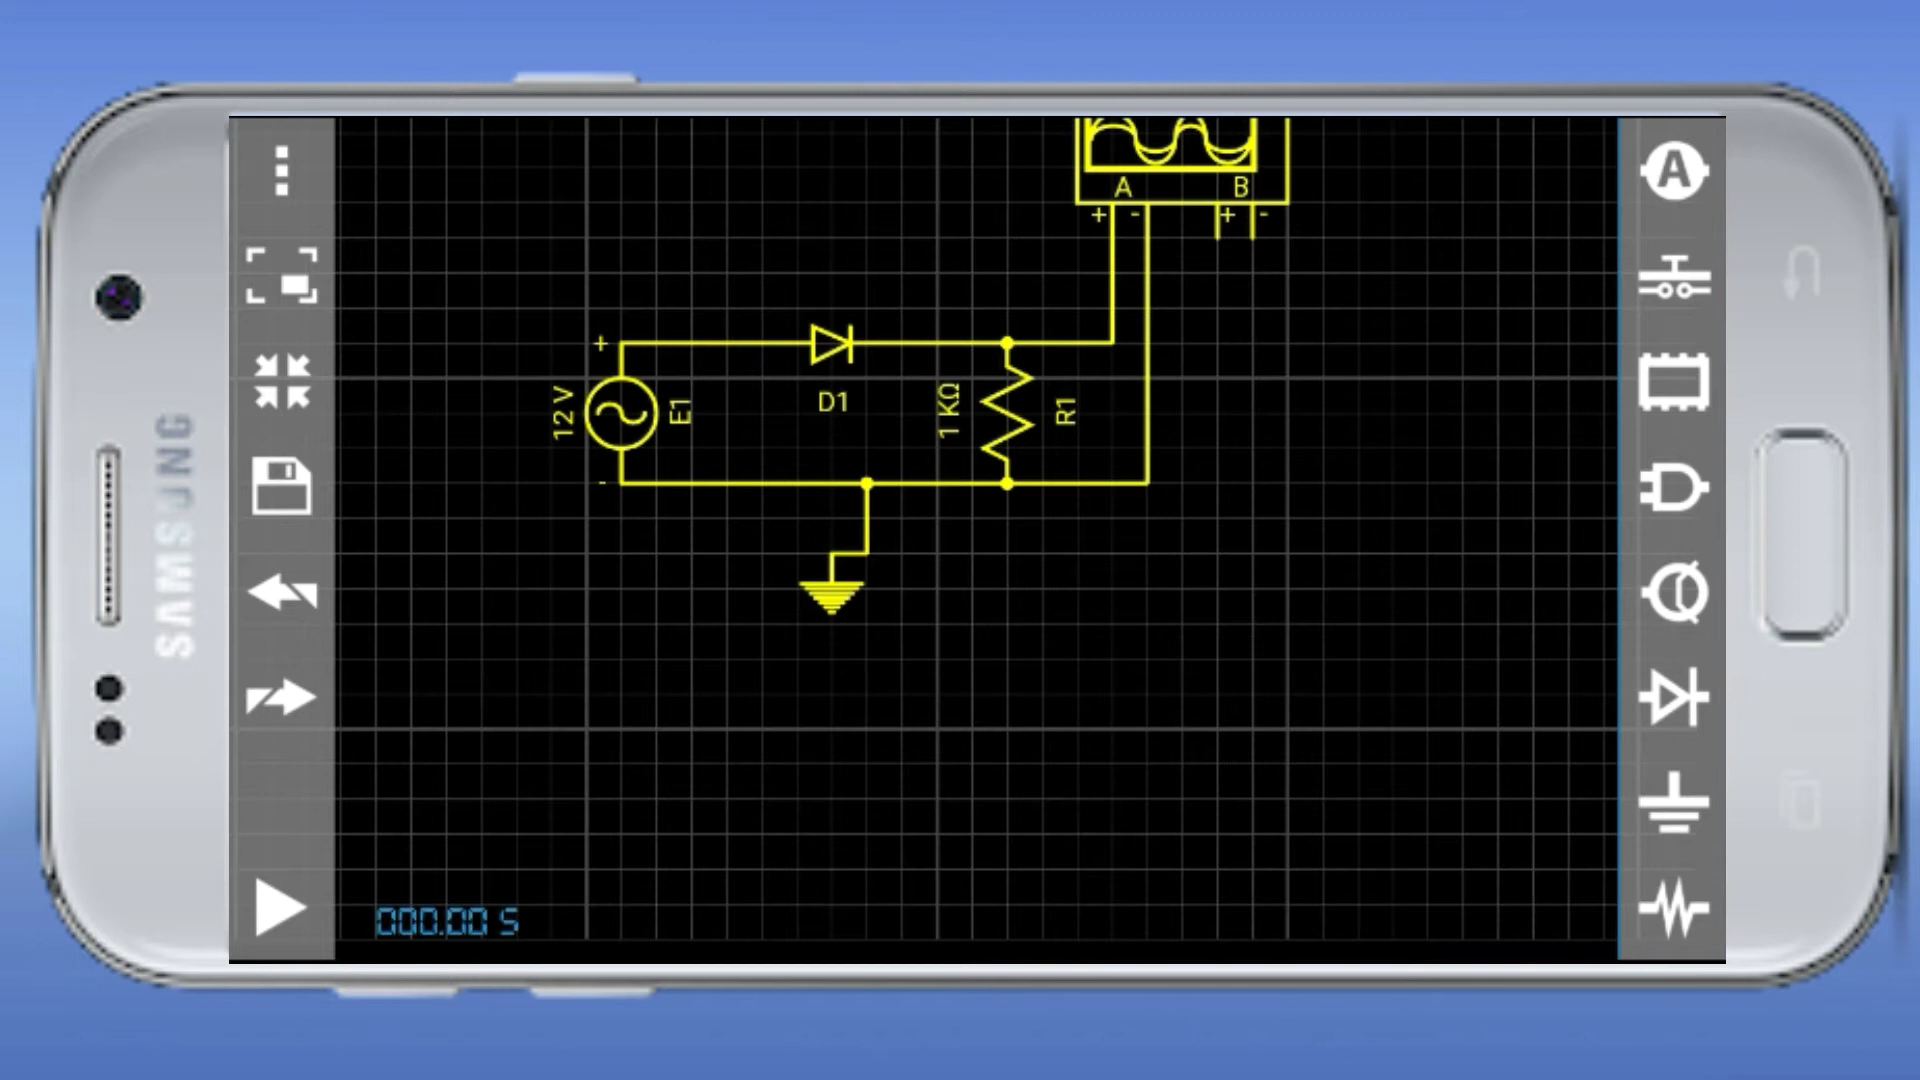 SAMSUNG
A B
+ - + -
+
12 V
E1
-
D1
1 KΩ
R1
A
000.00 S